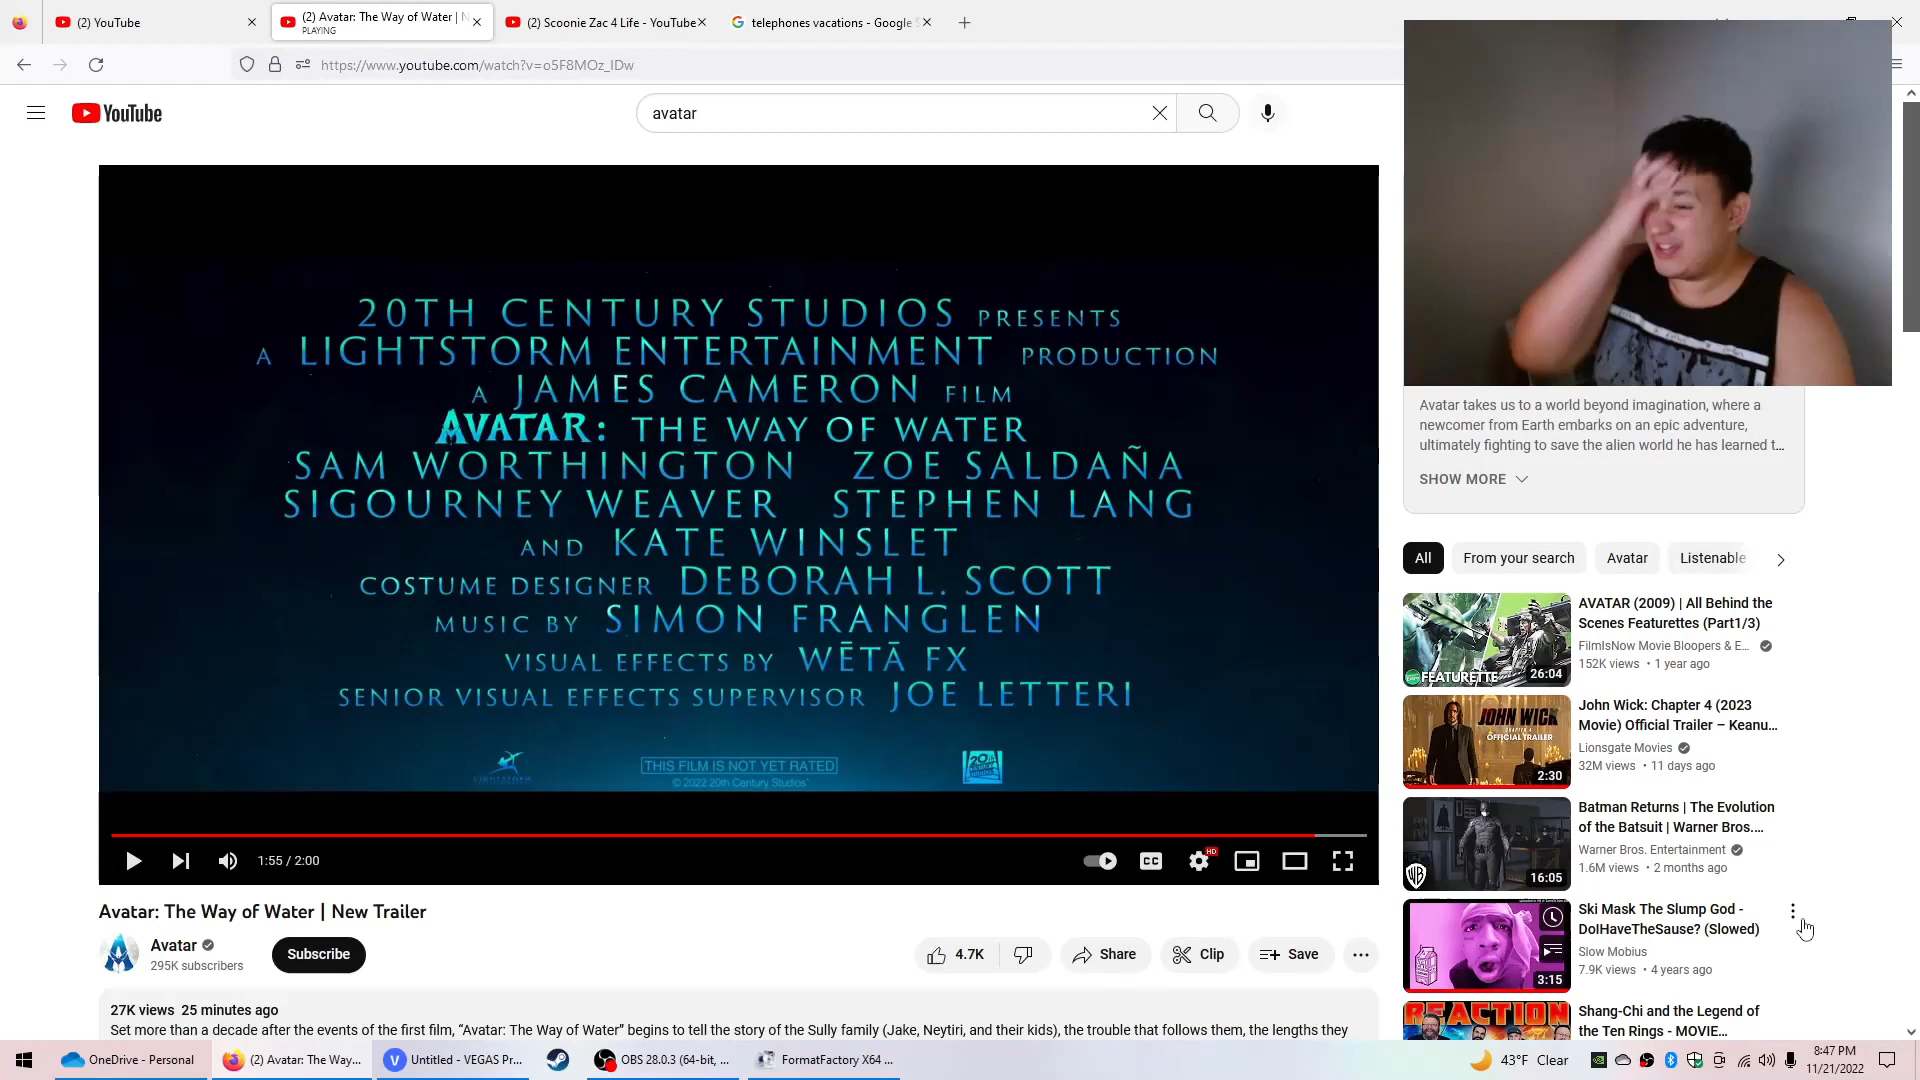 (2) YouTube
(2) Avatar: The Way of Water | N
PLAYING
(2) Scoonie Zac 4 Life - YouTube
telephones vacations - Google S
https://www.youtube.com/watch?v=o5F8MOz_IDw
YouTube
avatar
20TH CENTURY STUDIOS PRESENTS
A LIGHTSTORM ENTERTAINMENT PRODUCTION
A JAMES CAMERON FILM
AVATAR: THE WAY OF WATER
SAM WORTHINGTON ZOE SALDAÑA
SIGOURNEY WEAVER STEPHEN LANG
AND KATE WINSLET
COSTUME DESIGNER DEBORAH L. SCOTT
MUSIC BY SIMON FRANGLEN
VISUAL EFFECTS BY WĒTĀ FX
SENIOR VISUAL EFFECTS SUPERVISOR JOE LETTERI
LIGHTSTORM
THIS FILM IS NOT YET RATED
© 2022 20th Century Studios
1:55 / 2:00
CC
HD
Avatar: The Way of Water | New Trailer
Avatar
295K subscribers
Subscribe
4.7K
Share
Clip
Save
27K views 25 minutes ago
Set more than a decade after the events of the first film, “Avatar: The Way of Water” begins to tell the story of the Sully family (Jake, Neytiri, and their kids), the trouble that follows them, the lengths they
Avatar takes us to a world beyond imagination, where a
newcomer from Earth embarks on an epic adventure,
ultimately fighting to save the alien world he has learned t...
SHOW MORE
All
From your search
Avatar
Listenable
FEATURETTE
26:04
AVATAR (2009) | All Behind the
Scenes Featurettes (Part1/3)
FilmIsNow Movie Bloopers & E...
152K views • 1 year ago
JOHN WICK
CHAPTER 4
OFFICIAL TRAILER
2:30
John Wick: Chapter 4 (2023
Movie) Official Trailer – Keanu...
Lionsgate Movies
32M views • 11 days ago
16:05
Batman Returns | The Evolution
of the Batsuit | Warner Bros....
Warner Bros. Entertainment
1.6M views • 2 months ago
3:15
Ski Mask The Slump God -
DoIHaveTheSause? (Slowed)
Slow Mobius
7.9K views • 4 years ago
REACTION
Shang-Chi and the Legend of
the Ten Rings - MOVIE...
OneDrive - Personal
(2) Avatar: The Way...
Untitled - VEGAS Pr...
OBS 28.0.3 (64-bit, ...
FormatFactory X64 ...
43°F Clear
8:47 PM
11/21/2022